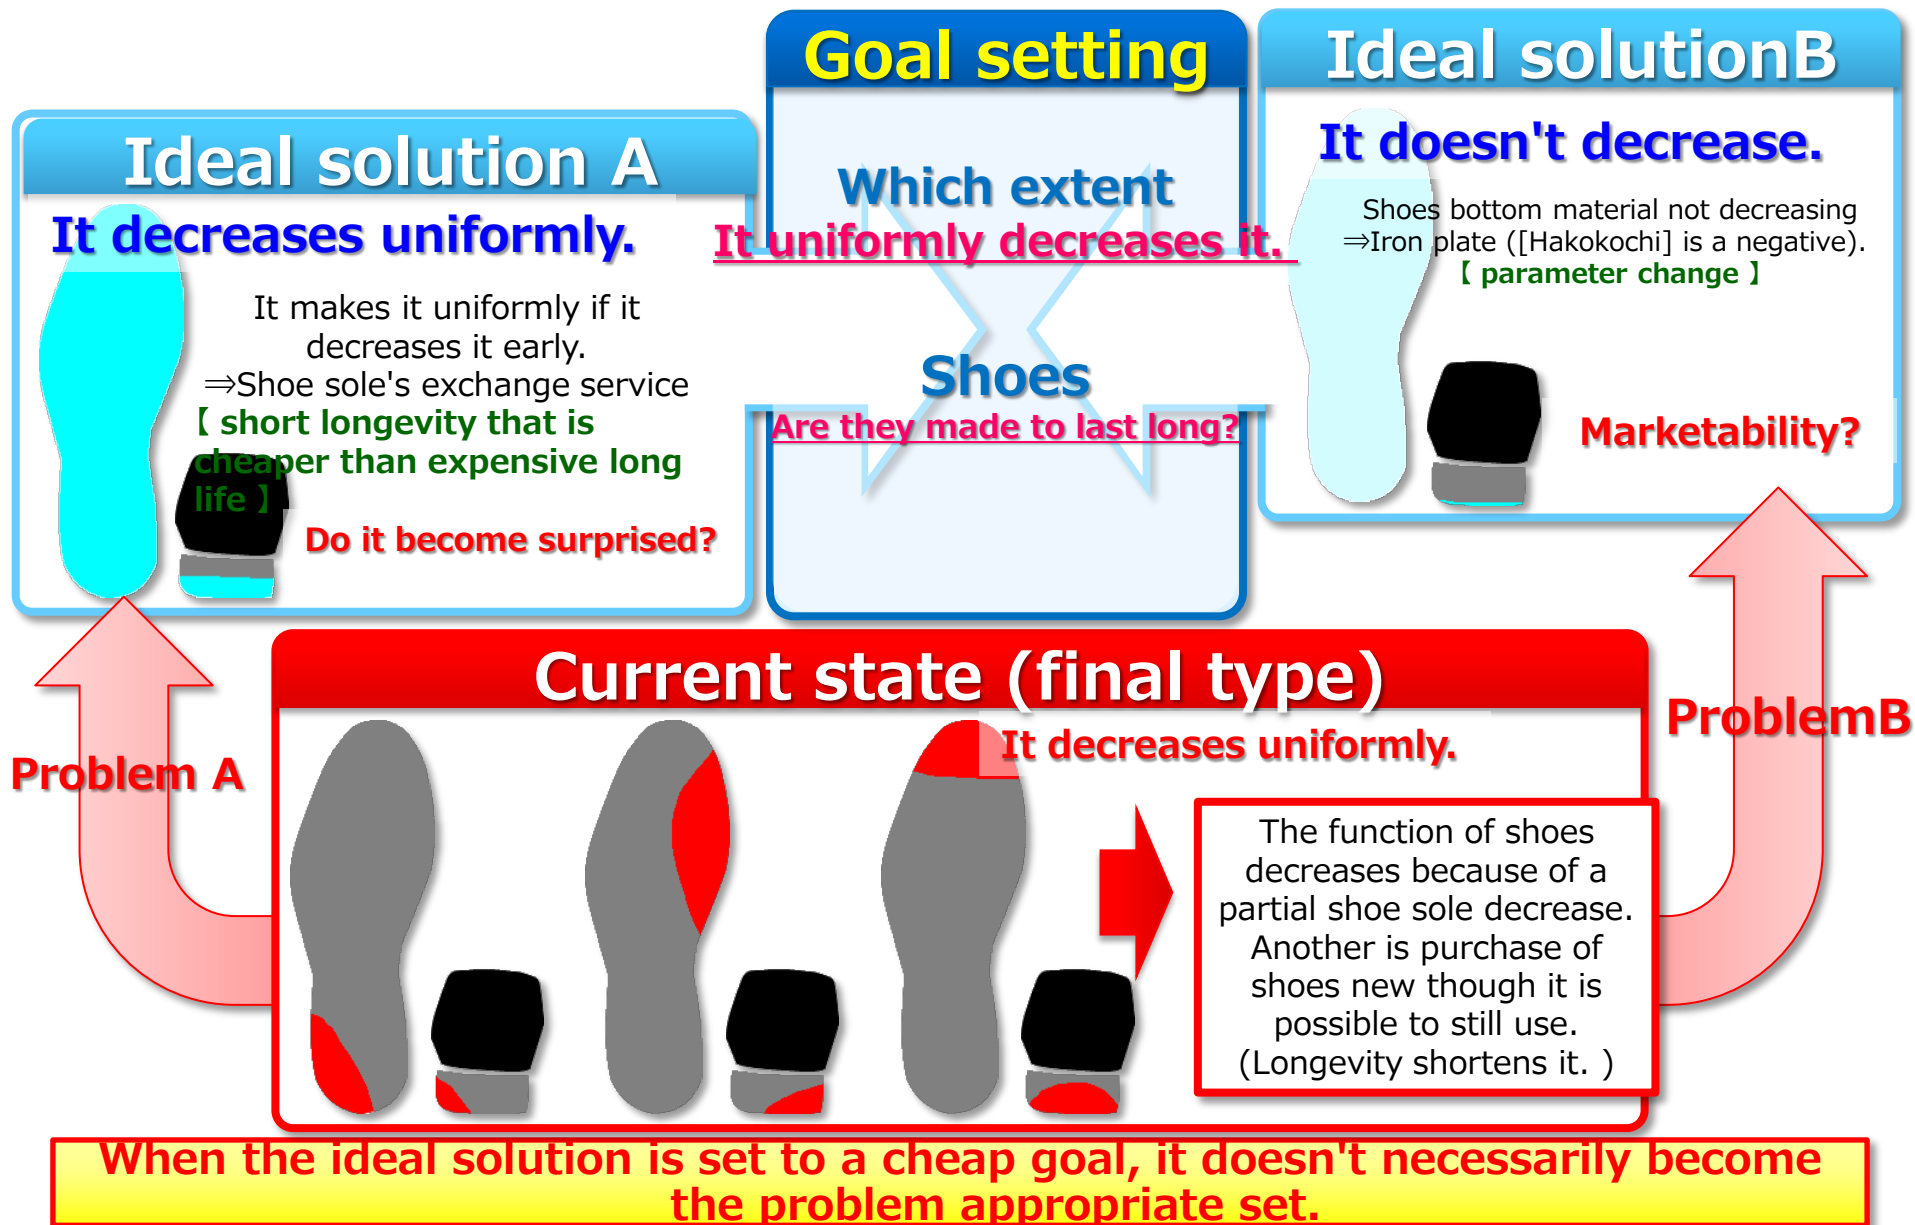 Goal setting
Ideal solutionB
Ideal solution A
It decreases uniformly.
It makes it uniformly if it
decreases it early.
⇒Shoe sole's exchange service
【 short longevity that is
cheaper than expensive long
life 】
Do it become surprised?
Which extent
It uniformly decreases it.
Shoes
Are they made to last long?
It doesn't decrease.
Shoes bottom material not decreasing
⇒Iron plate ([Hakokochi] is a negative).
【 parameter change 】
Marketability?
Current state (final type)
It decreases uniformly.
Problem A
ProblemB
The function of shoes
decreases because of a
partial shoe sole decrease.
Another is purchase of
shoes new though it is
possible to still use.
(Longevity shortens it. )
When the ideal solution is set to a cheap goal, it doesn't necessarily become
the problem appropriate set.